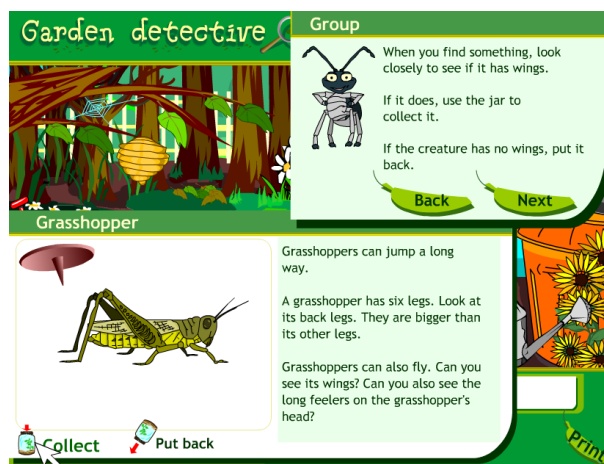 Garden detective
Group
When you find something, look
closely to see if it has wings.
If it does, use the jar to
collect it.
If the creature has no wings, put it
back.
Back
Next
Grasshopper
Grasshoppers can jump a long
way.
A grasshopper has six legs. Look at
its back legs. They are bigger than
its other legs.
Grasshoppers can also fly. Can you
see its wings? Can you also see the
long feelers on the grasshopper's
head?
Collect
Put back
Print